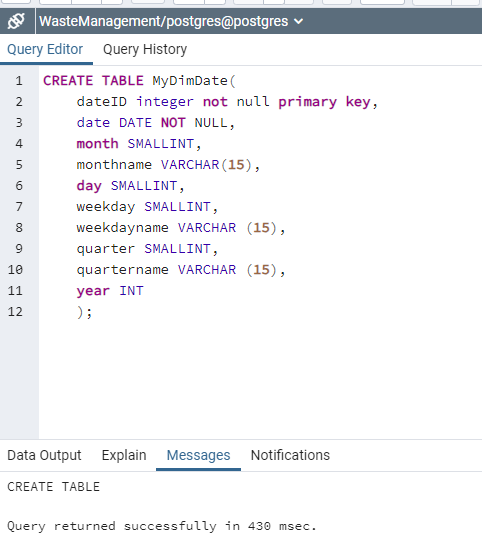 WasteManagement/postgres@postgres
Query Editor Query History
1 CREATE TABLE MyDimDate(
2 dateID integer not null primary key,
3 date DATE NOT NULL,
4 month SMALLINT,
5 monthname VARCHAR(15),
6 day SMALLINT,
7 weekday SMALLINT,
8 weekdayname VARCHAR (15),
9 quarter SMALLINT,
10 quartername VARCHAR (15),
11 year INT
12 );
Data Output Explain Messages Notifications
CREATE TABLE
Query returned successfully in 430 msec.